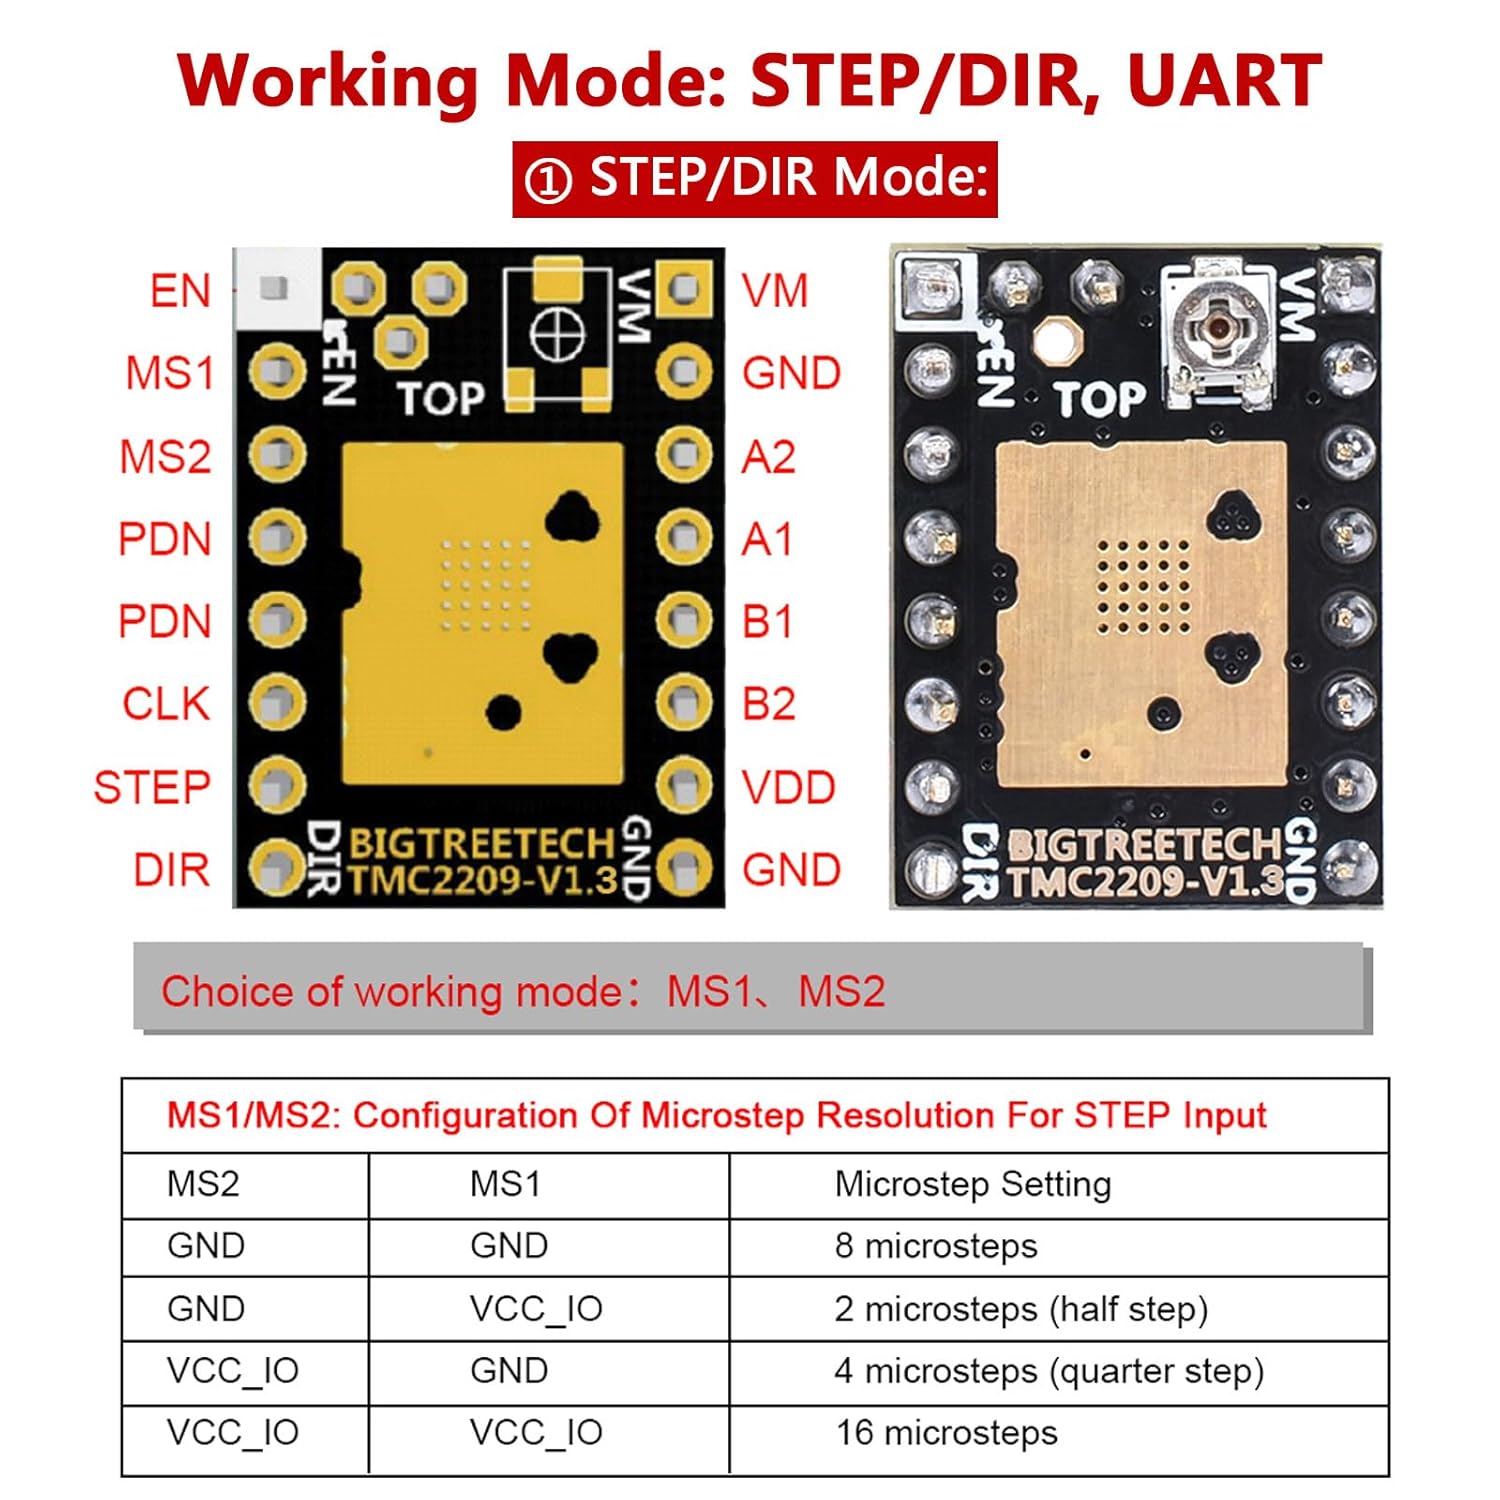 Working Mode: STEP/DIR, UART
① STEP/DIR Mode:
EN
MS1
MS2
PDN
PDN
CLK
STEP
DIR
EN
TOP
VM
DIR
BIGTREETECH
TMC2209-V1.3
GND
VM
GND
A2
A1
B1
B2
VDD
GND
EN
TOP
VM
DIR
BIGTREETECH
TMC2209-V1.3
GND
Choice of working mode：MS1、MS2
MS1/MS2: Configuration Of Microstep Resolution For STEP Input
MS2 MS1 Microstep Setting
GND GND 8 microsteps
GND VCC_IO 2 microsteps (half step)
VCC_IO GND 4 microsteps (quarter step)
VCC_IO VCC_IO 16 microsteps